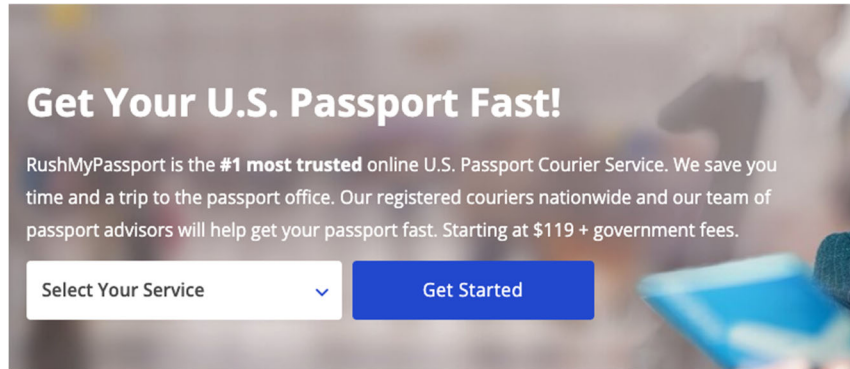 Get Your U.S. Passport Fast!
RushMyPassport is the #1 most trusted online U.S. Passport Courier Service. We save you
time and a trip to the passport office. Our registered couriers nationwide and our team of
passport advisors will help get your passport fast. Starting at $119 + government fees.
Select Your Service
Get Started